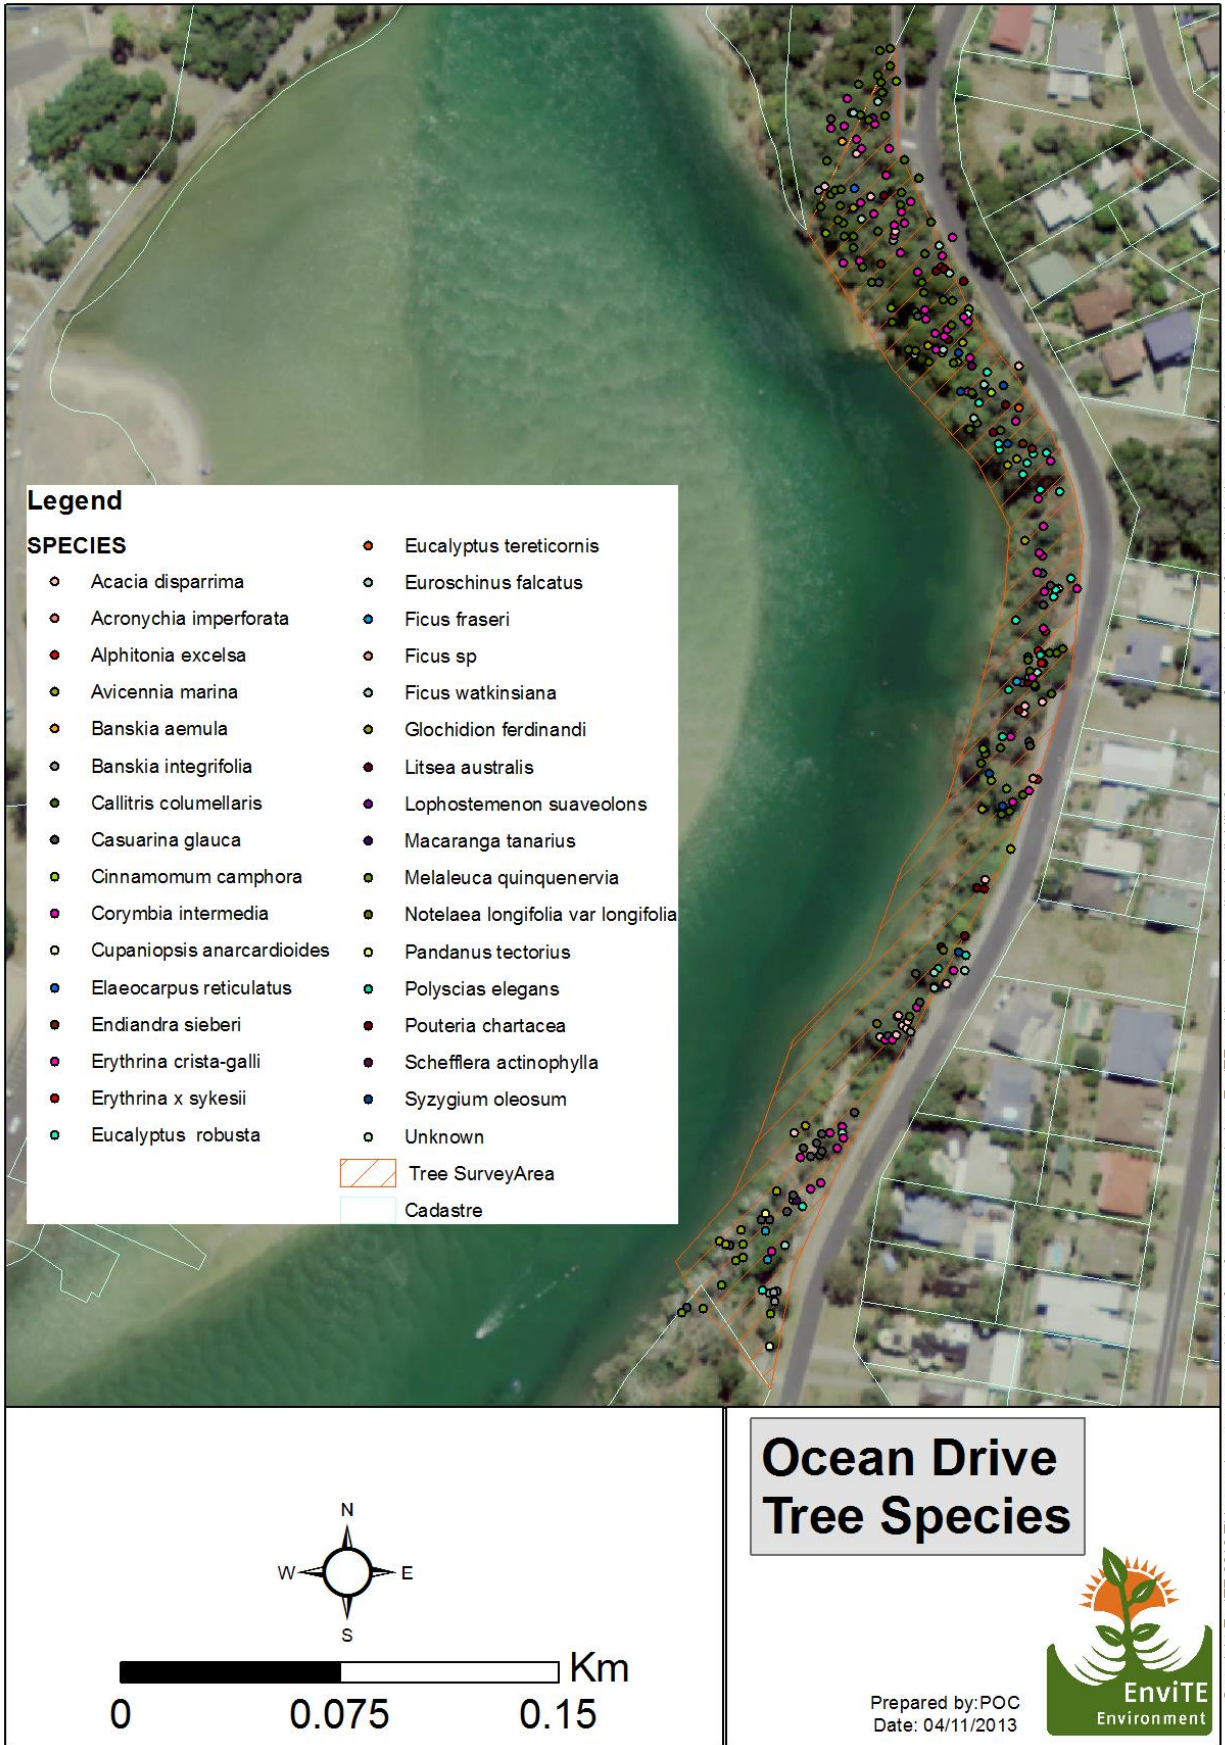 Legend
SPECIES
Acacia disparrima
Acronychia imperforata
Alphitonia excelsa
Avicennia marina
Banskia aemula
Banskia integrifolia
Callitris columellaris
Casuarina glauca
Cinnamomum camphora
Corymbia intermedia
Cupaniopsis anarcardioides
Elaeocarpus reticulatus
Endiandra sieberi
Erythrina crista-galli
Erythrina x sykesii
Eucalyptus robusta
Eucalyptus tereticornis
Euroschinus falcatus
Ficus fraseri
Ficus sp
Ficus watkinsiana
Glochidion ferdinandi
Litsea australis
Lophostemenon suaveolons
Macaranga tanarius
Melaleuca quinquenervia
Notelaea longifolia var longifolia
Pandanus tectorius
Polyscias elegans
Pouteria chartacea
Schefflera actinophylla
Syzygium oleosum
Unknown
Tree SurveyArea
Cadastre
N
W E
S
Km
0 0.075 0.15
Ocean Drive
Tree Species
Prepared by:POC
Date: 04/11/2013
EnviTE
Environment